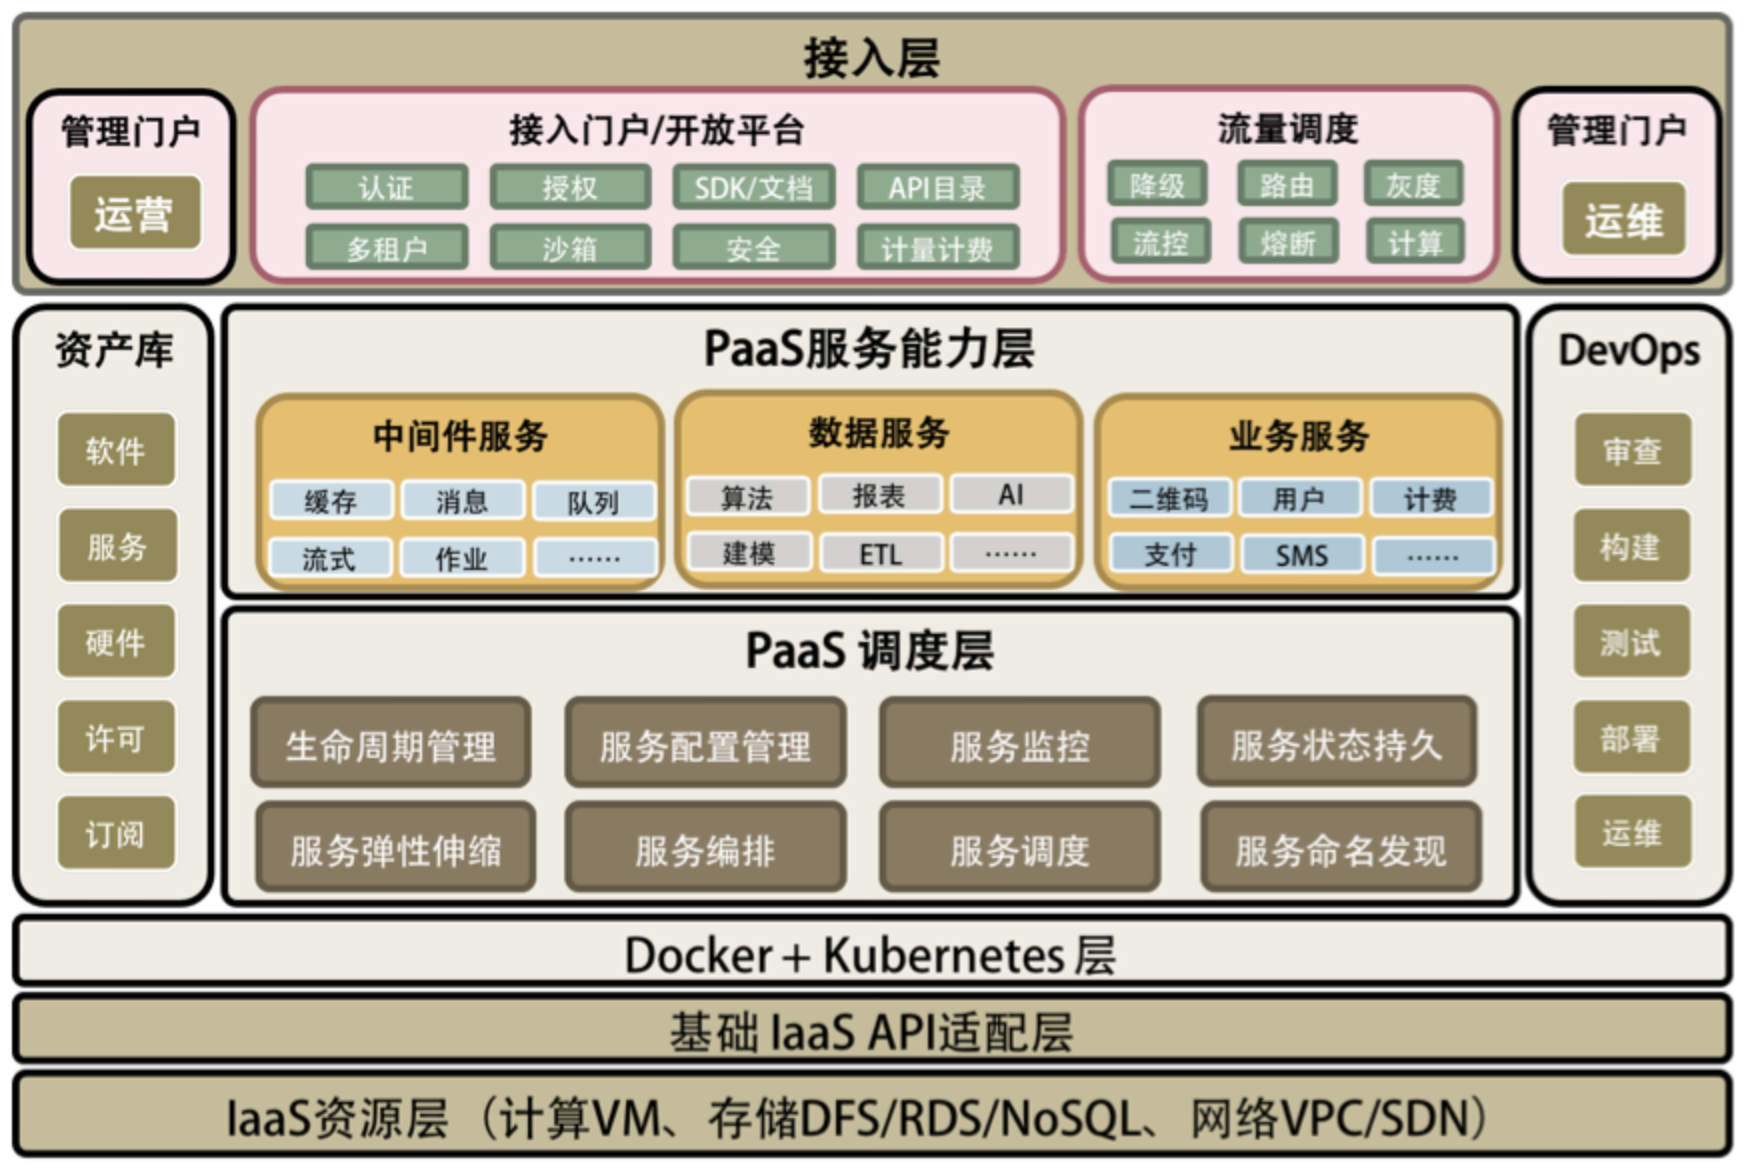 接入层
管理门户
运营
接入门户/开放平台
认证
授权
SDK/文档
API目录
多租户
沙箱
安全
计量计费
流量调度
降级
路由
灰度
流控
熔断
计算
管理门户
运维
资产库
软件
服务
硬件
许可
订阅
PaaS服务能力层
中间件服务
缓存
消息
队列
流式
作业
……
数据服务
算法
报表
AI
建模
ETL
……
业务服务
二维码
用户
计费
支付
SMS
……
PaaS 调度层
生命周期管理
服务配置管理
服务监控
服务状态持久
服务弹性伸缩
服务编排
服务调度
服务命名发现
DevOps
审查
构建
测试
部署
运维
Docker + Kubernetes 层
基础 IaaS API适配层
IaaS资源层（计算VM、存储DFS/RDS/NoSQL、网络VPC/SDN）